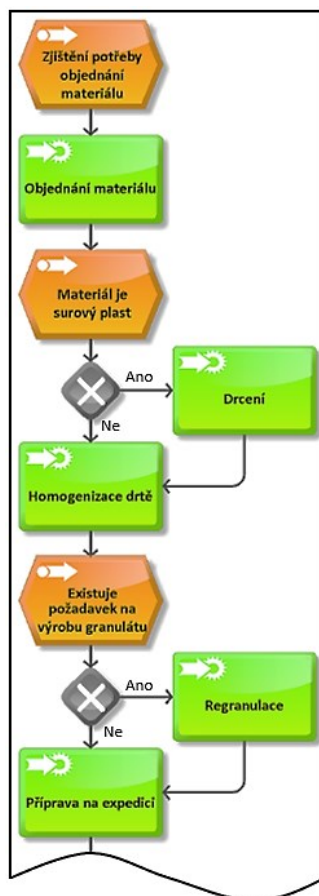 Zjištění potřeby
objednání
materiálu
Objednání materiálu
Materiál je
surový plast
Ano
Drcení
Ne
Homogenizace drtě
Existuje
požadavek na
výrobu granulátu
Ano
Regranulace
Ne
Příprava na expedici